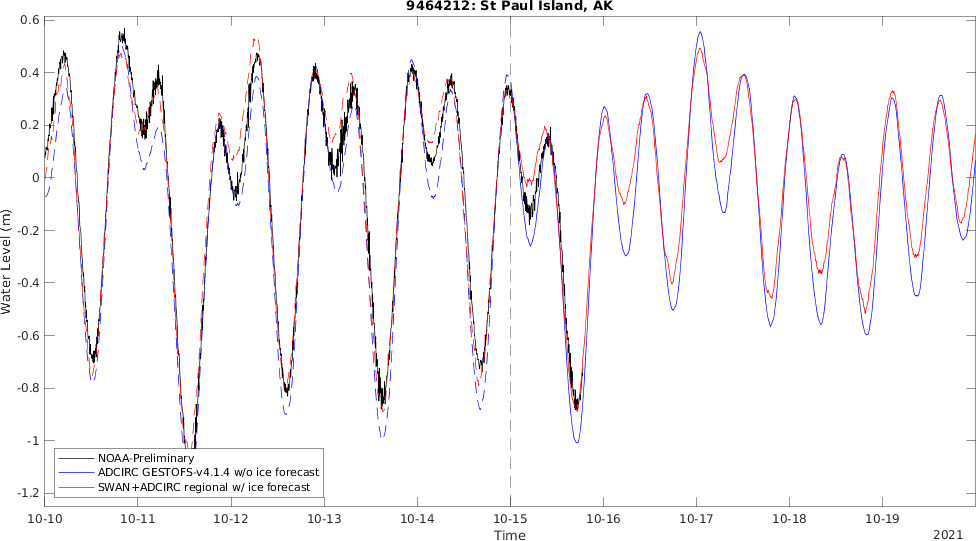 9464212: St Paul Island, AK
0.6
0.4
0.2
0
-0.2
-0.4
-0.6
-0.8
-1
-1.2
Water Level (m)
NOAA-Preliminary
ADCIRC GESTOFS-v4.1.4 w/o ice forecast
SWAN+ADCIRC regional w/ ice forecast
10-10 10-11 10-12 10-13 10-14 10-15 10-16 10-17 10-18 10-19
Time
2021